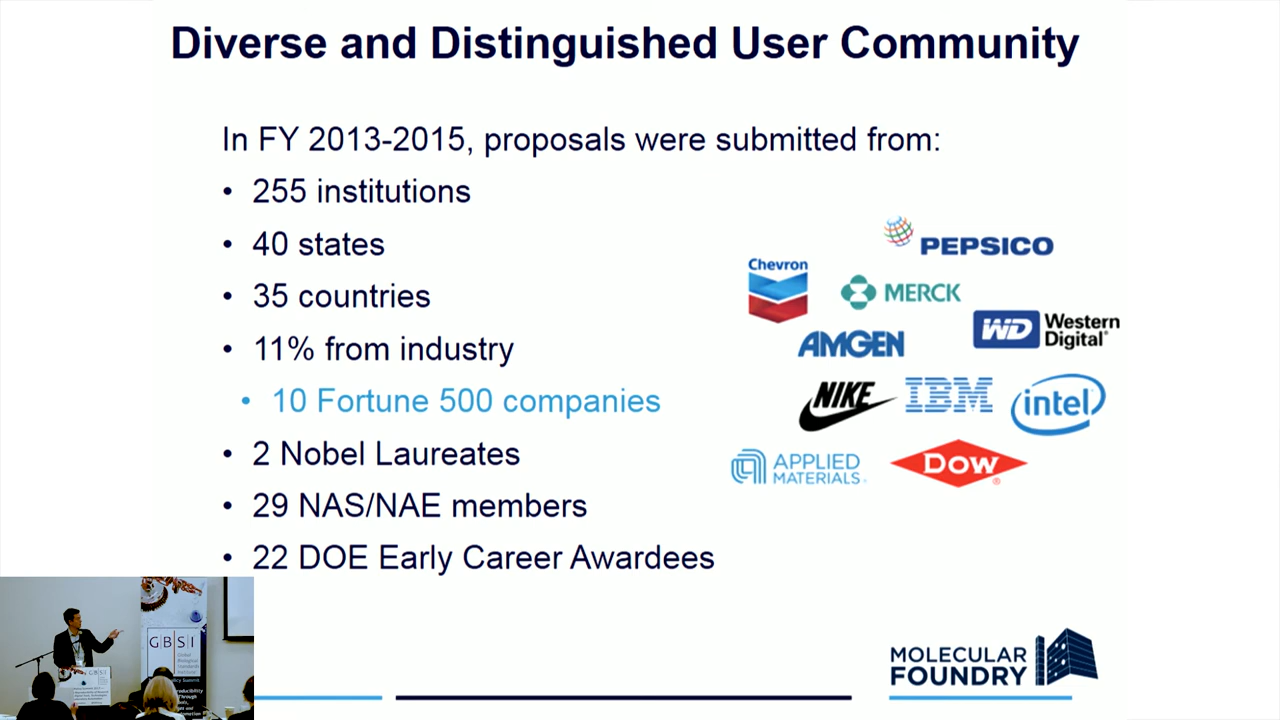 Diverse and Distinguished User Community
In FY 2013-2015, proposals were submitted from:
• 255 institutions
• 40 states
• 35 countries
• 11% from industry
• 10 Fortune 500 companies
• 2 Nobel Laureates
• 29 NAS/NAE members
• 22 DOE Early Career Awardees
PEPSICO
Chevron
MERCK
WD Western
Digital®
AMGEN
NIKE
IBM
intel
APPLIED
MATERIALS
Dow
MOLECULAR
FOUNDRY
GBSI
GBSI